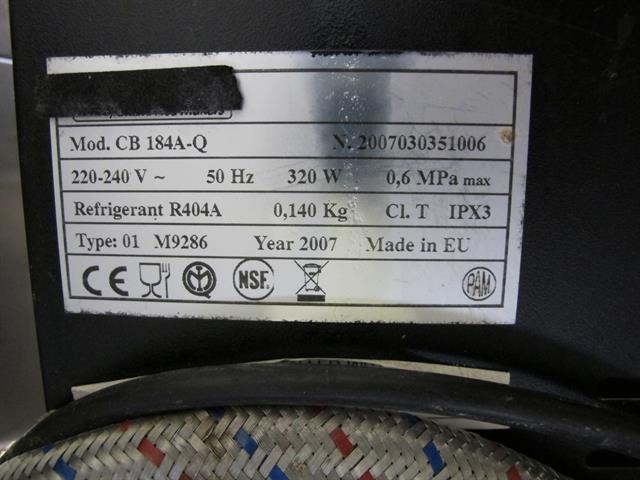 Mod. CB 184A-Q N. 2007030351006
220-240 V ~ 50 Hz 320 W 0,6 MPa max
Refrigerant R404A 0,140 Kg Cl. T IPX3
Type: 01 M9286 Year 2007 Made in EU
CE NSF. PAM